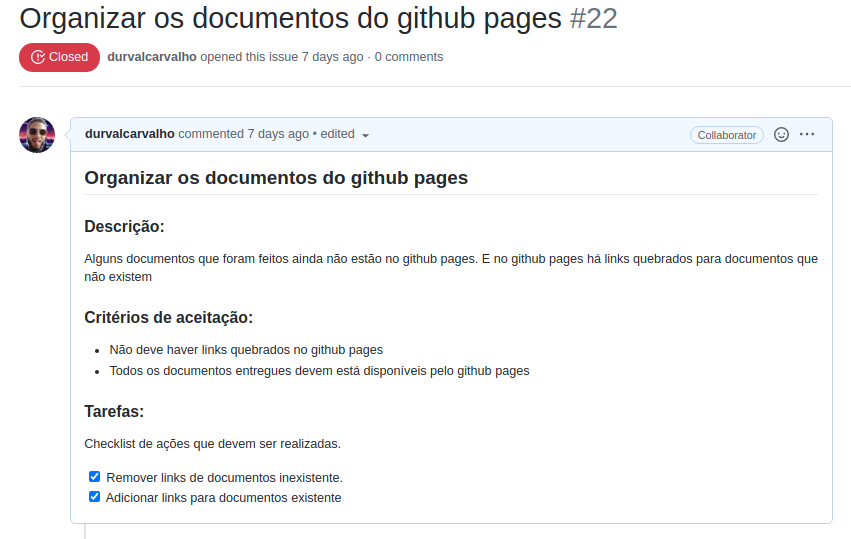 Organizar os documentos do github pages #22
Closed durvalcarvalho opened this issue 7 days ago · 0 comments
durvalcarvalho commented 7 days ago • edited Collaborator
Organizar os documentos do github pages
Descrição:
Alguns documentos que foram feitos ainda não estão no github pages. E no github pages há links quebrados para documentos que
não existem
Critérios de aceitação:
• Não deve haver links quebrados no github pages
• Todos os documentos entregues devem está disponíveis pelo github pages
Tarefas:
Checklist de ações que devem ser realizadas.
Remover links de documentos inexistente.
Adicionar links para documentos existente